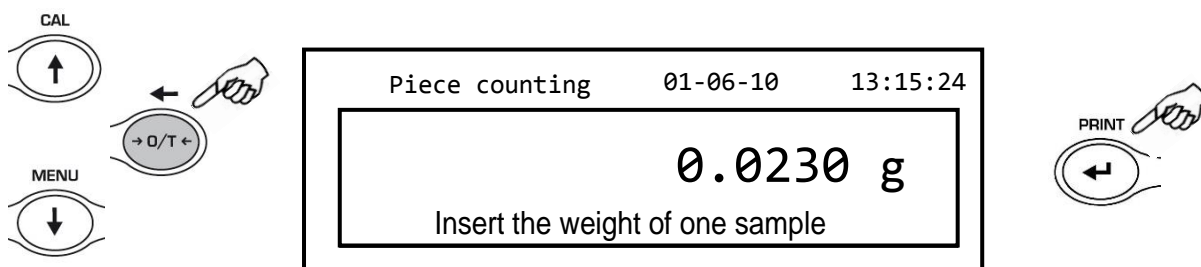 CAL
→ O/T ←
MENU
Piece counting 01-06-10 13:15:24
0.0230 g
Insert the weight of one sample
PRINT